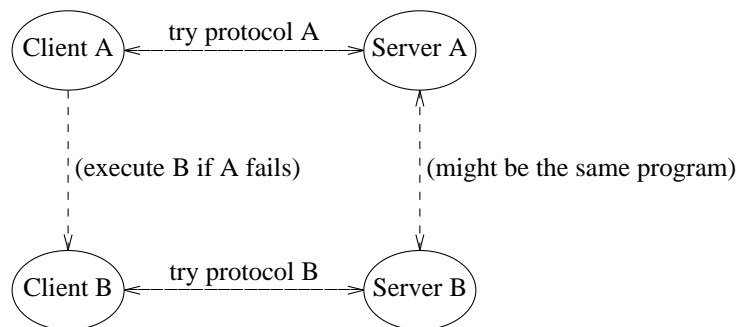 Client A
try protocol A
Server A
(execute B if A fails)
(might be the same program)
Client B
try protocol B
Server B